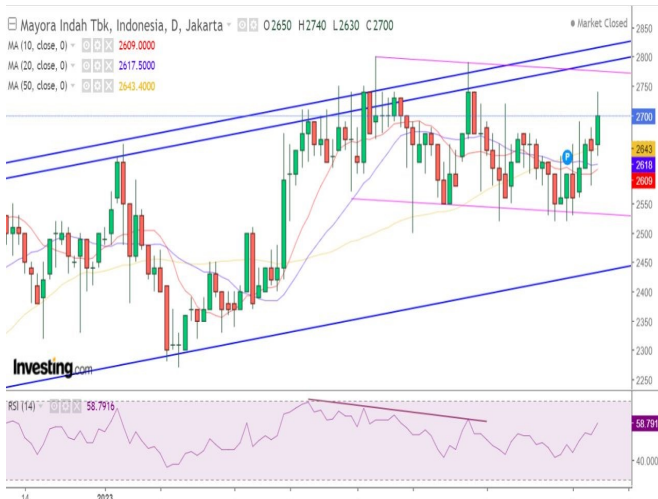 Mayora Indah Tbk, Indonesia, D, Jakarta O2650 H2740 L2630 C2700
Market Closed
MA (10, close, 0) 2609.0000
MA (20, close, 0) 2617.5000
MA (50, close, 0) 2643.4000
2850
2800
2750
2700
2643
2618
2609
2550
2500
2450
2400
2350
2300
2250
P
Investing.com
RSI (14) 58.7916
58.791
40.000
14
2023